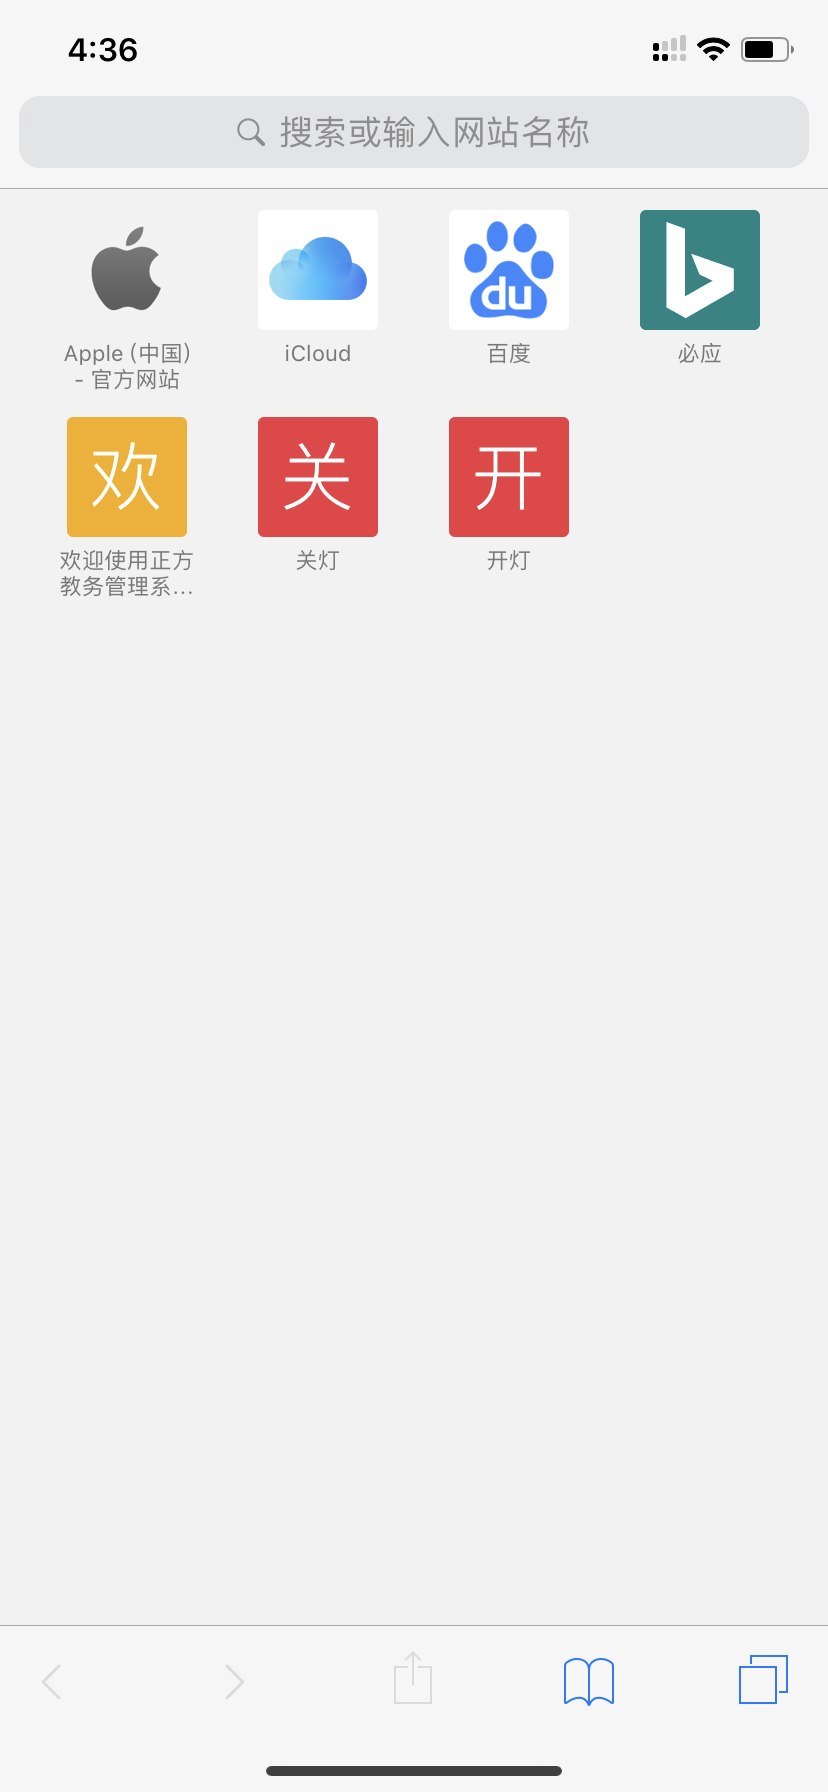 4:36
搜索或输入网站名称
du
Apple (中国)
- 官方网站
iCloud
百度
必应
欢
关
开
欢迎使用正方
教务管理系...
关灯
开灯